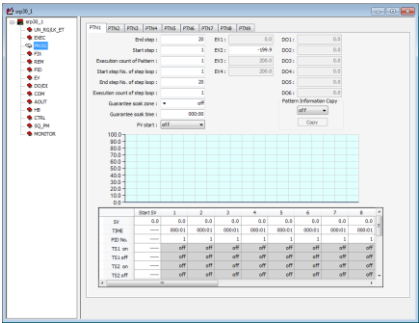 srp30_1
srp30_1
UN_RG/LK_ET
EXEC
PROG
PID
REM
PDI
EV
DO/EX
COM
AOUT
HB
CTRL
SQ_PM
MONITOR
PTN1 PTN2 PTN3 PTN4 PTN5 PTN6 PTN7 PTN8 PTN9
End step : 20 EV1 : 0.0 DO1 : 0.0
Start step : 1 EV2 : -199.9 DO2 : 0.0
Execution count of Pattern : 1 EV3 : 200.0 DO3 : 0.0
Start step No. of step loop : 1 EV4 : 200.0 DO4 : 0.0
End step No. of step loop : 20 DO5 : 0.0
Execution count of step loop : 1 DO6 : 0.0
Guarantee soak zone : off
Pattern Information Copy
Guarantee soak time : 000:00
off
PV start : off
Copy
100.0
90.0
80.0
70.0
60.0
50.0
40.0
30.0
20.0
10.0
0.0
Start SV 1 2 3 4 5 6 7 8
SV 0.0 0.0 0.0 0.0 0.0 0.0 0.0 0.0 0.0
TIME ---- 000:01 000:01 000:01 000:01 000:01 000:01 000:01 000:01
PID No. ---- 1 1 1 1 1 1 1 1
TS1 on ---- off off off off off off off off
TS1 off ---- off off off off off off off off
TS2 on ---- off off off off off off off off
TS2 off ---- off off off off off off off off